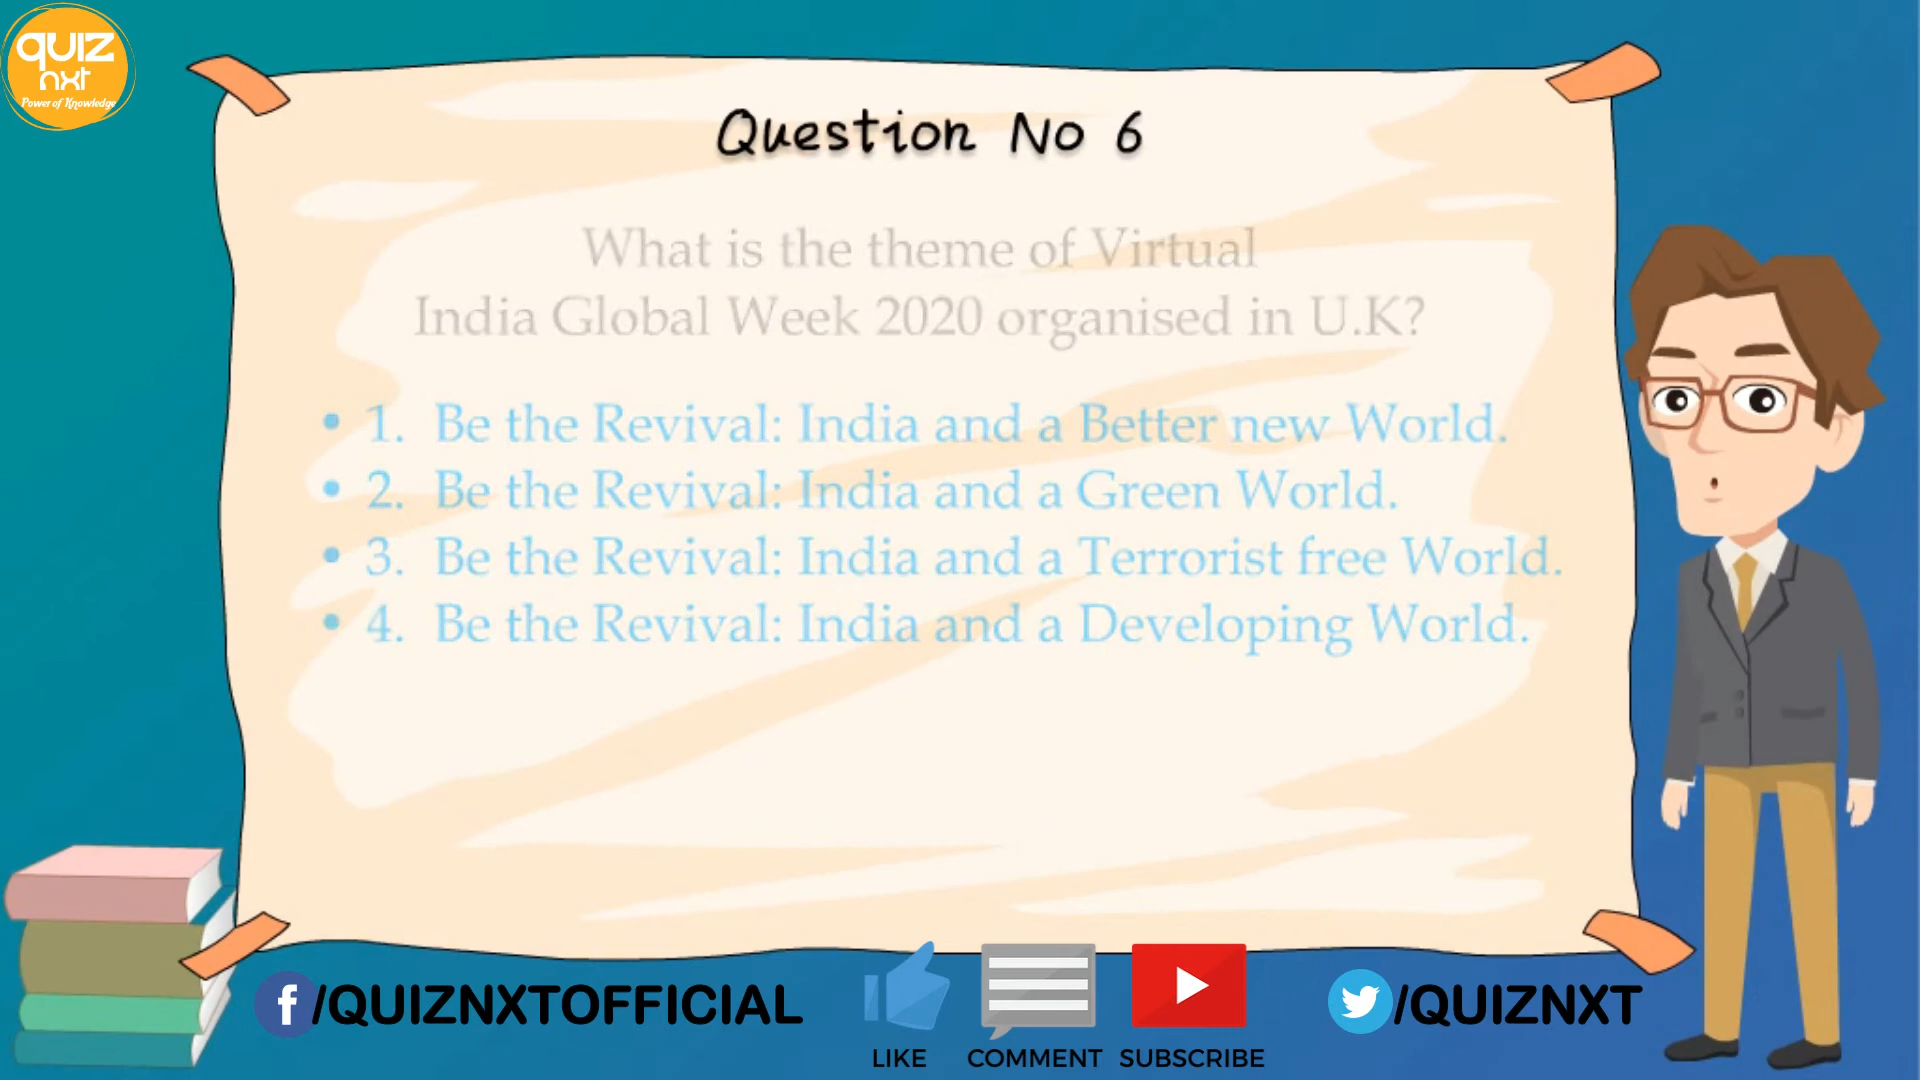 quiz
nxt
Power of Knowledge
Question No 6
What is the theme of Virtual
India Global Week 2020 organised in U.K?
• 1. Be the Revival: India and a Better new World.
• 2. Be the Revival: India and a Green World.
• 3. Be the Revival: India and a Terrorist free World.
• 4. Be the Revival: India and a Developing World.
f/QUIZNXTOFFICIAL
/QUIZNXT
LIKE COMMENT SUBSCRIBE